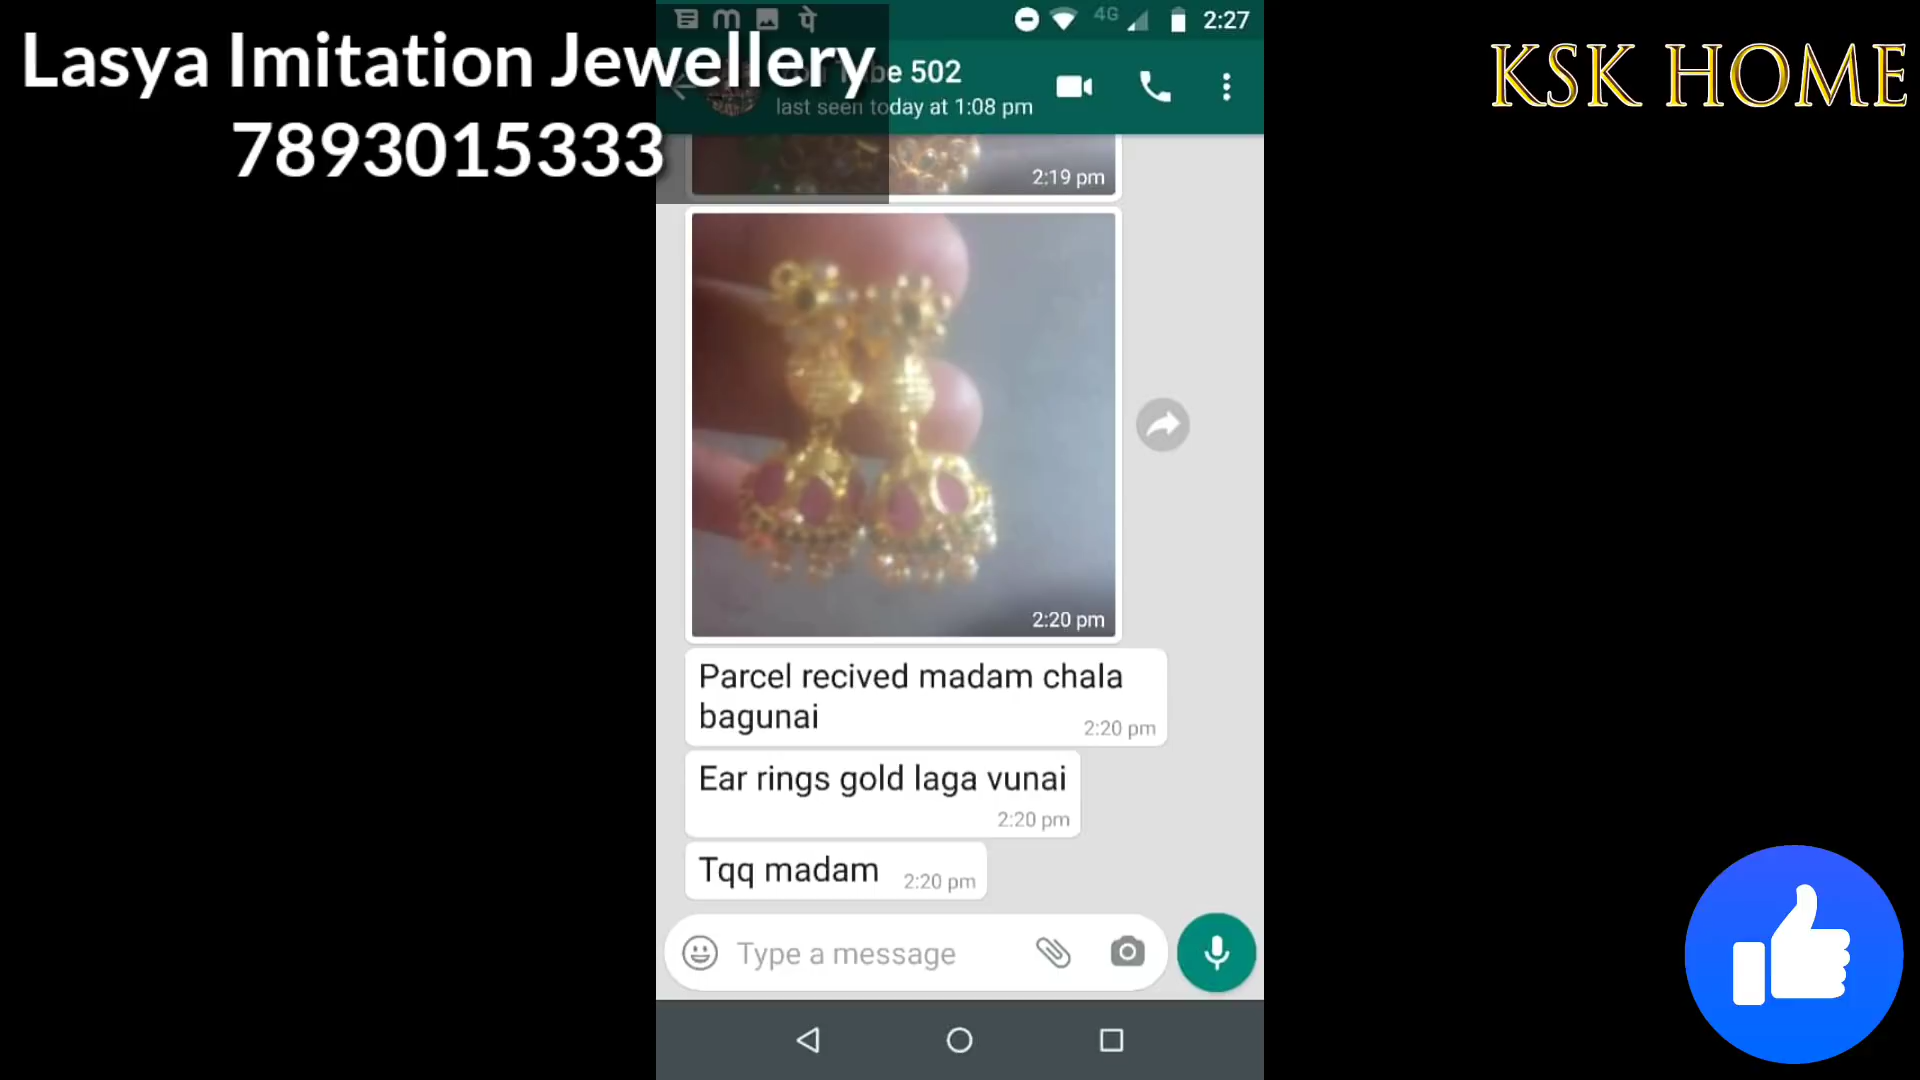 Lasya Imitation Jewellery
7893015333
KSK HOME
4G 2:27
be 502
last seen today at 1:08 pm
2:19 pm
2:20 pm
Parcel recived madam chala
bagunai
2:20 pm
Ear rings gold laga vunai
2:20 pm
Tqq madam 2:20 pm
Type a message